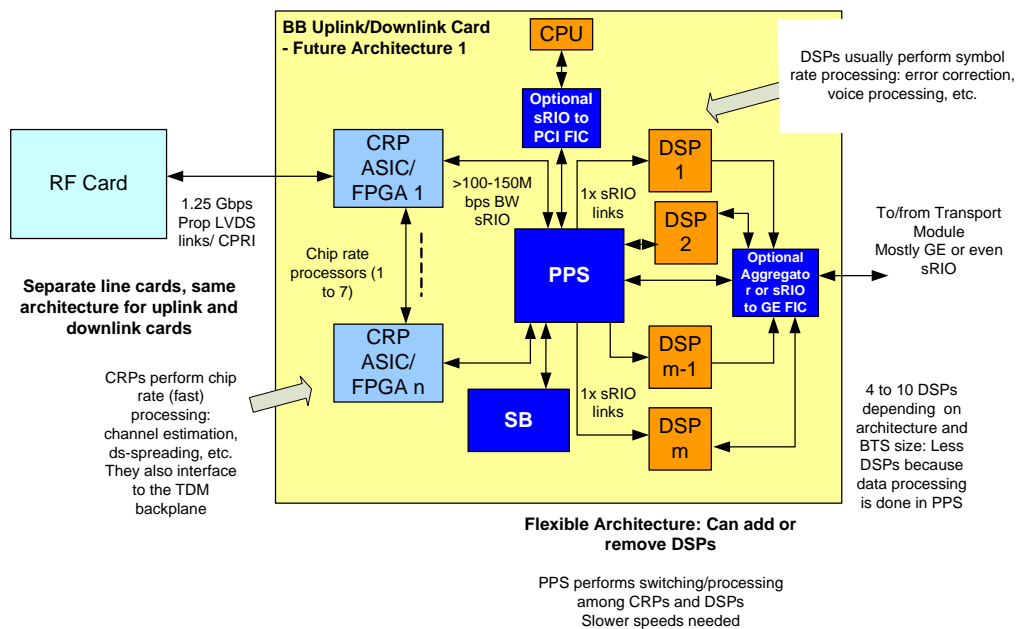 BB Uplink/Downlink Card
- Future Architecture 1
CPU
DSPs usually perform symbol
rate processing: error correction,
voice processing, etc.
Optional
sRIO to
PCI FIC
RF Card
CRP
ASIC/
FPGA 1
DSP
1
1.25 Gbps
Prop LVDS
links/ CPRI
>100-150M
bps BW
sRIO
1x sRIO
links
DSP
2
To/from Transport
Module
Mostly GE or even
sRIO
Chip rate
processors (1
to 7)
PPS
Optional
Aggregato
r or sRIO
to GE FIC
Separate line cards, same
architecture for uplink and
downlink cards
CRP
ASIC/
FPGA n
DSP
m-1
CRPs perform chip
rate (fast)
processing:
channel estimation,
ds-spreading, etc.
They also interface
to the TDM
backplane
SB
1x sRIO
links
DSP
m
4 to 10 DSPs
depending on
architecture and
BTS size: Less
DSPs because
data processing
is done in PPS
Flexible Architecture: Can add or
remove DSPs
PPS performs switching/processing
among CRPs and DSPs
Slower speeds needed